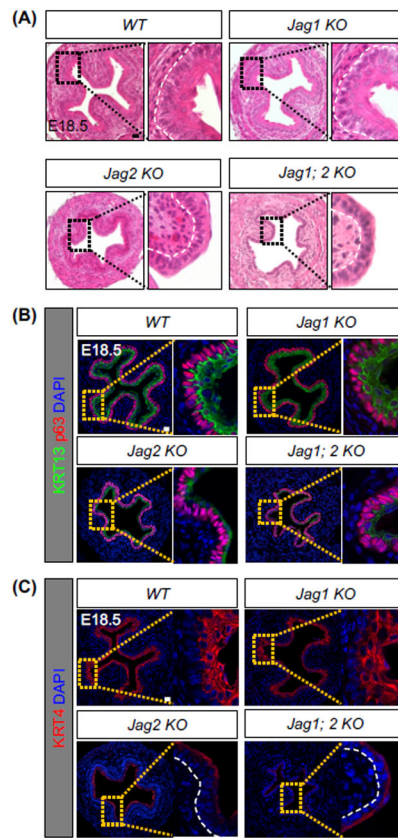 (A)
WT
Jag1 KO
E18.5
Jag2 KO
Jag1; 2 KO
(B)
KRT13 p63 DAPI
WT
Jag1 KO
E18.5
Jag2 KO
Jag1; 2 KO
(C)
KRT4 DAPI
WT
Jag1 KO
E18.5
Jag2 KO
Jag1; 2 KO